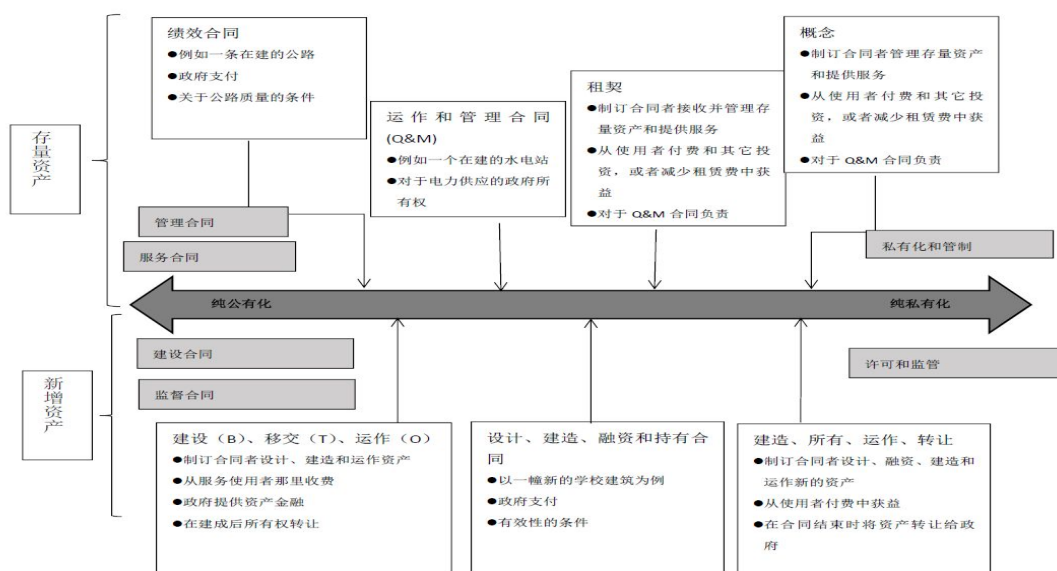 存量资产
绩效合同
●例如一条在建的公路
●政府支付
●关于公路质量的条件
运作和管理合同
(Q&M)
●例如一个在建的水电站
●对于电力供应的政府所
有权
租契
●制订合同者接收并管理存
量资产和提供服务
●从使用者付费和其它投
资，或者减少租赁费中获
益
●对于 Q&M 合同负责
概念
●制订合同者管理存量资产
和提供服务
●从使用者付费和其它投
资，或者减少租赁费中获
益
●对于 Q&M 合同负责
管理合同
服务合同
私有化和管制
纯公有化
纯私有化
新增资产
建设合同
监督合同
许可和监管
建设（B）、移交（T）、运作（O）
●制订合同者设计、建造和运作资产
●从服务使用者那里收费
●政府提供资产金融
●在建成后所有权转让
设计、建造、融资和持有合
同
●以一幢新的学校建筑为例
●政府支付
●有效性的条件
建造、所有、运作、转让
●制订合同者设计、融资、建造和
运作新的资产
●从使用者付费中获益
●在合同结束时将资产转让给政
府